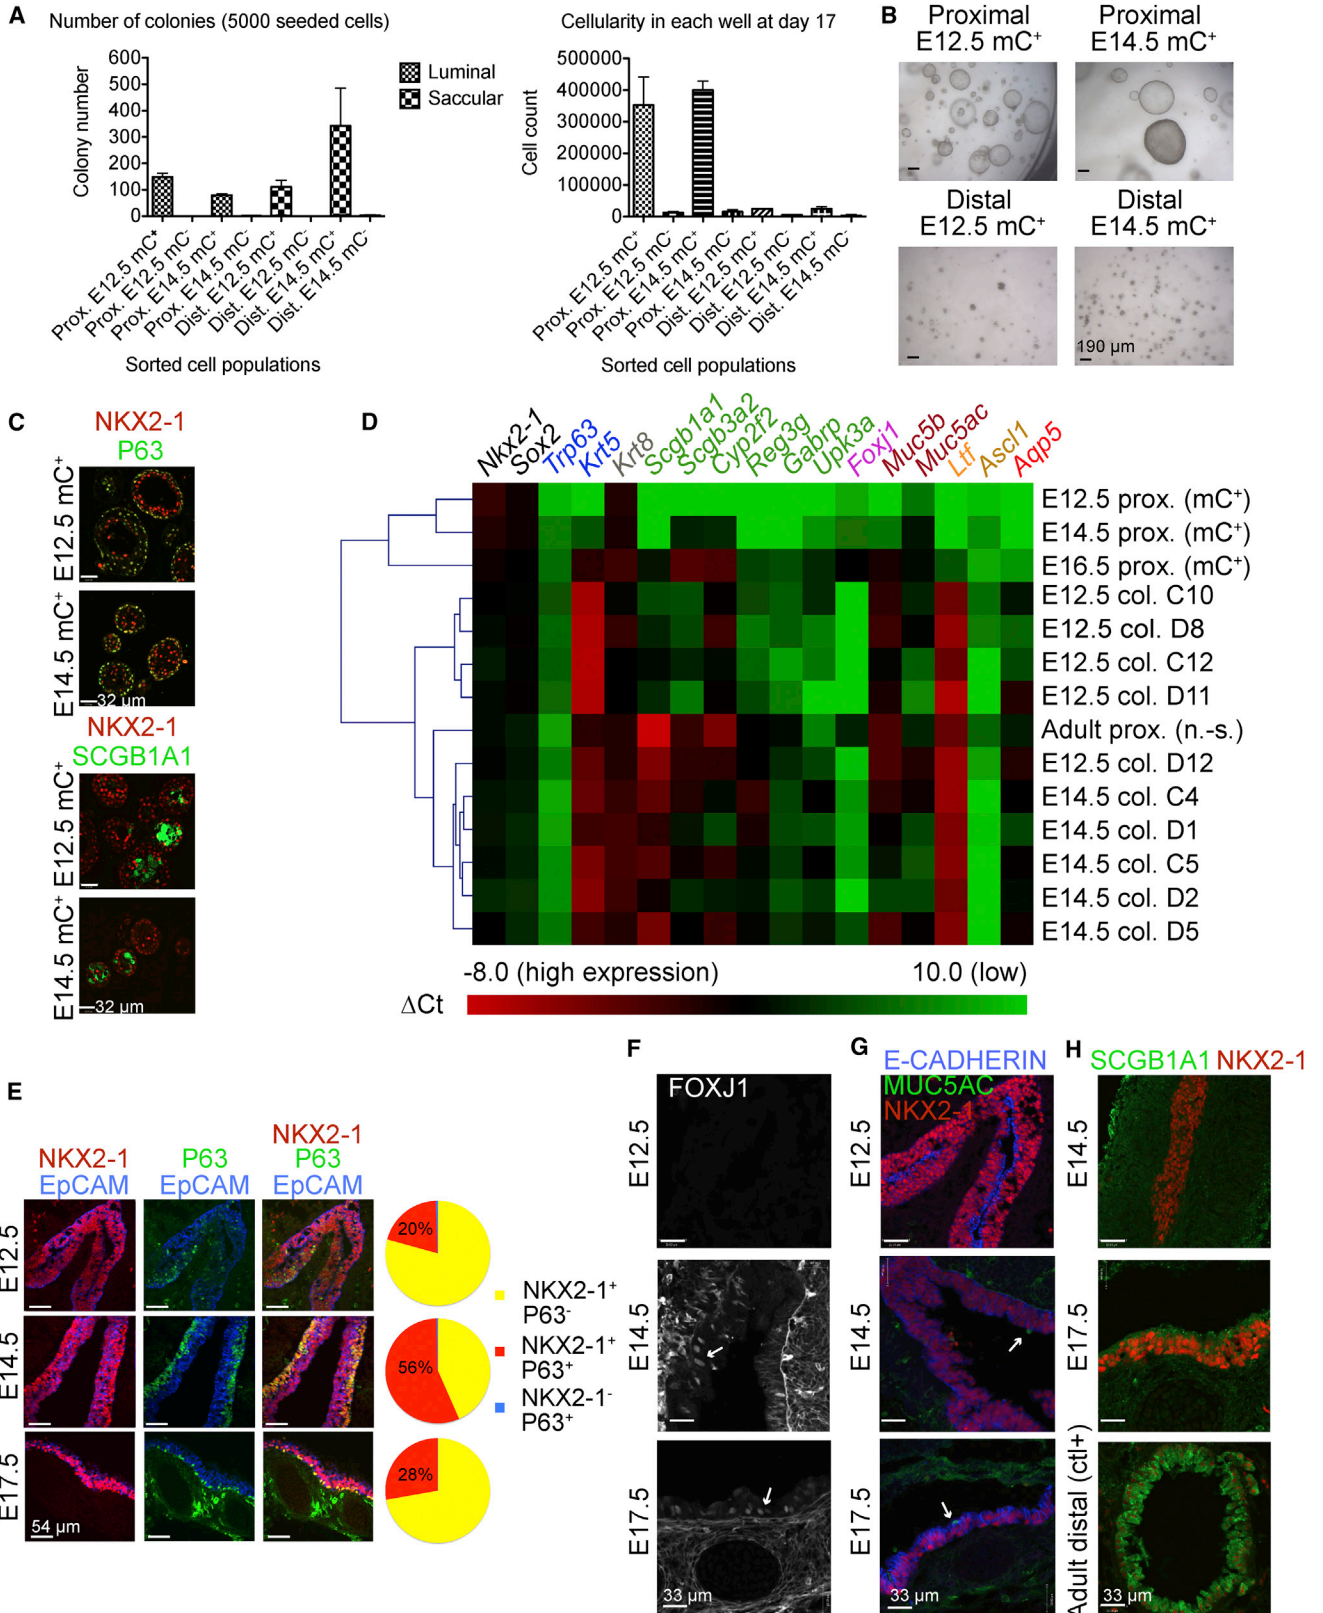 A
Number of colonies (5000 seeded cells)
Colony number
600
500
400
300
200
100
0
Prox. E12.5 mC+
Prox. E12.5 mC-
Prox. E14.5 mC+
Prox. E14.5 mC-
Dist. E12.5 mC+
Dist. E12.5 mC-
Dist. E14.5 mC+
Dist. E14.5 mC-
Sorted cell populations
Luminal
Saccular
Cellularity in each well at day 17
Cell count
500000
400000
300000
200000
100000
0
Prox. E12.5 mC+
Prox. E12.5 mC-
Prox. E14.5 mC+
Prox. E14.5 mC-
Dist. E12.5 mC+
Dist. E12.5 mC-
Dist. E14.5 mC+
Dist. E14.5 mC-
Sorted cell populations
B
Proximal
E12.5 mC+
Proximal
E14.5 mC+
Distal
E12.5 mC+
Distal
E14.5 mC+
190 µm
C
NKX2-1
P63
E12.5 mC+
E14.5 mC+
32 µm
NKX2-1
SCGB1A1
E12.5 mC+
E14.5 mC+
32 µm
D
Nkx2-1
Sox2
Trp63
Krt5
Krt8
Scgb1a1
Scgb3a2
Cyp2f2
Reg3g
Gabrp
Upk3a
Foxj1
Muc5b
Muc5ac
Ltf
Ascl1
Aqp5
E12.5 prox. (mC+)
E14.5 prox. (mC+)
E16.5 prox. (mC+)
E12.5 col. C10
E12.5 col. D8
E12.5 col. C12
E12.5 col. D11
Adult prox. (n.-s.)
E12.5 col. D12
E14.5 col. C4
E14.5 col. D1
E14.5 col. C5
E14.5 col. D2
E14.5 col. D5
-8.0 (high expression)
10.0 (low)
ΔCt
E
NKX2-1
EpCAM
P63
EpCAM
NKX2-1
P63
EpCAM
E12.5
E14.5
E17.5
54 µm
20%
56%
28%
NKX2-1+
P63-
NKX2-1+
P63+
NKX2-1-
P63+
F
FOXJ1
E12.5
E14.5
E17.5
33 µm
G
E-CADHERIN
MUC5AC
NKX2-1
E12.5
E14.5
E17.5
33 µm
H
SCGB1A1 NKX2-1
E14.5
E17.5
Adult distal (ctl+)
33 µm